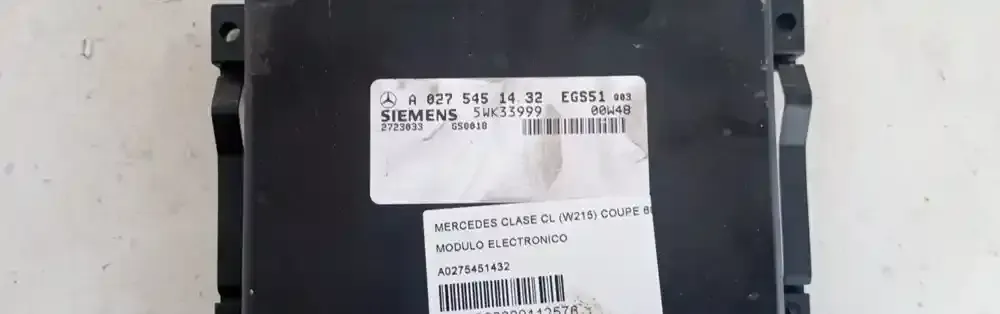 A 027 545 14 32 EGS51 003
SIEMENS 5WK33999 00W48
2723033 GS0018
MERCEDES CLASE CL (W215) COUPE
MODULO ELECTRONICO
A0275451432